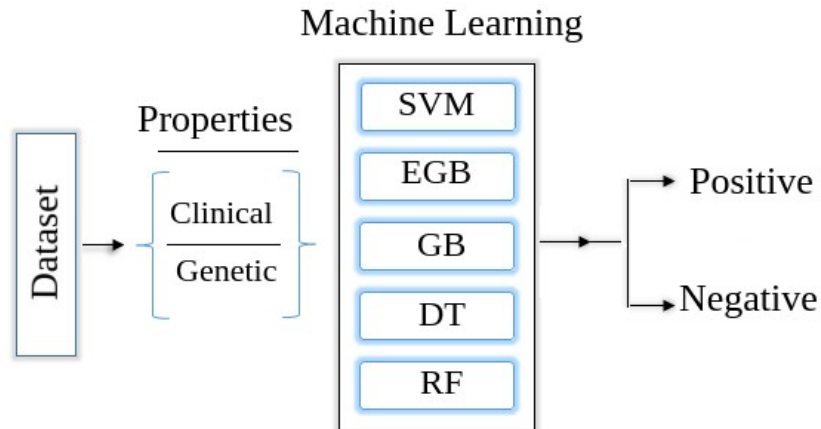 Machine Learning
Dataset
Properties
Clinical
Genetic
SVM
EGB
GB
DT
RF
Positive
Negative